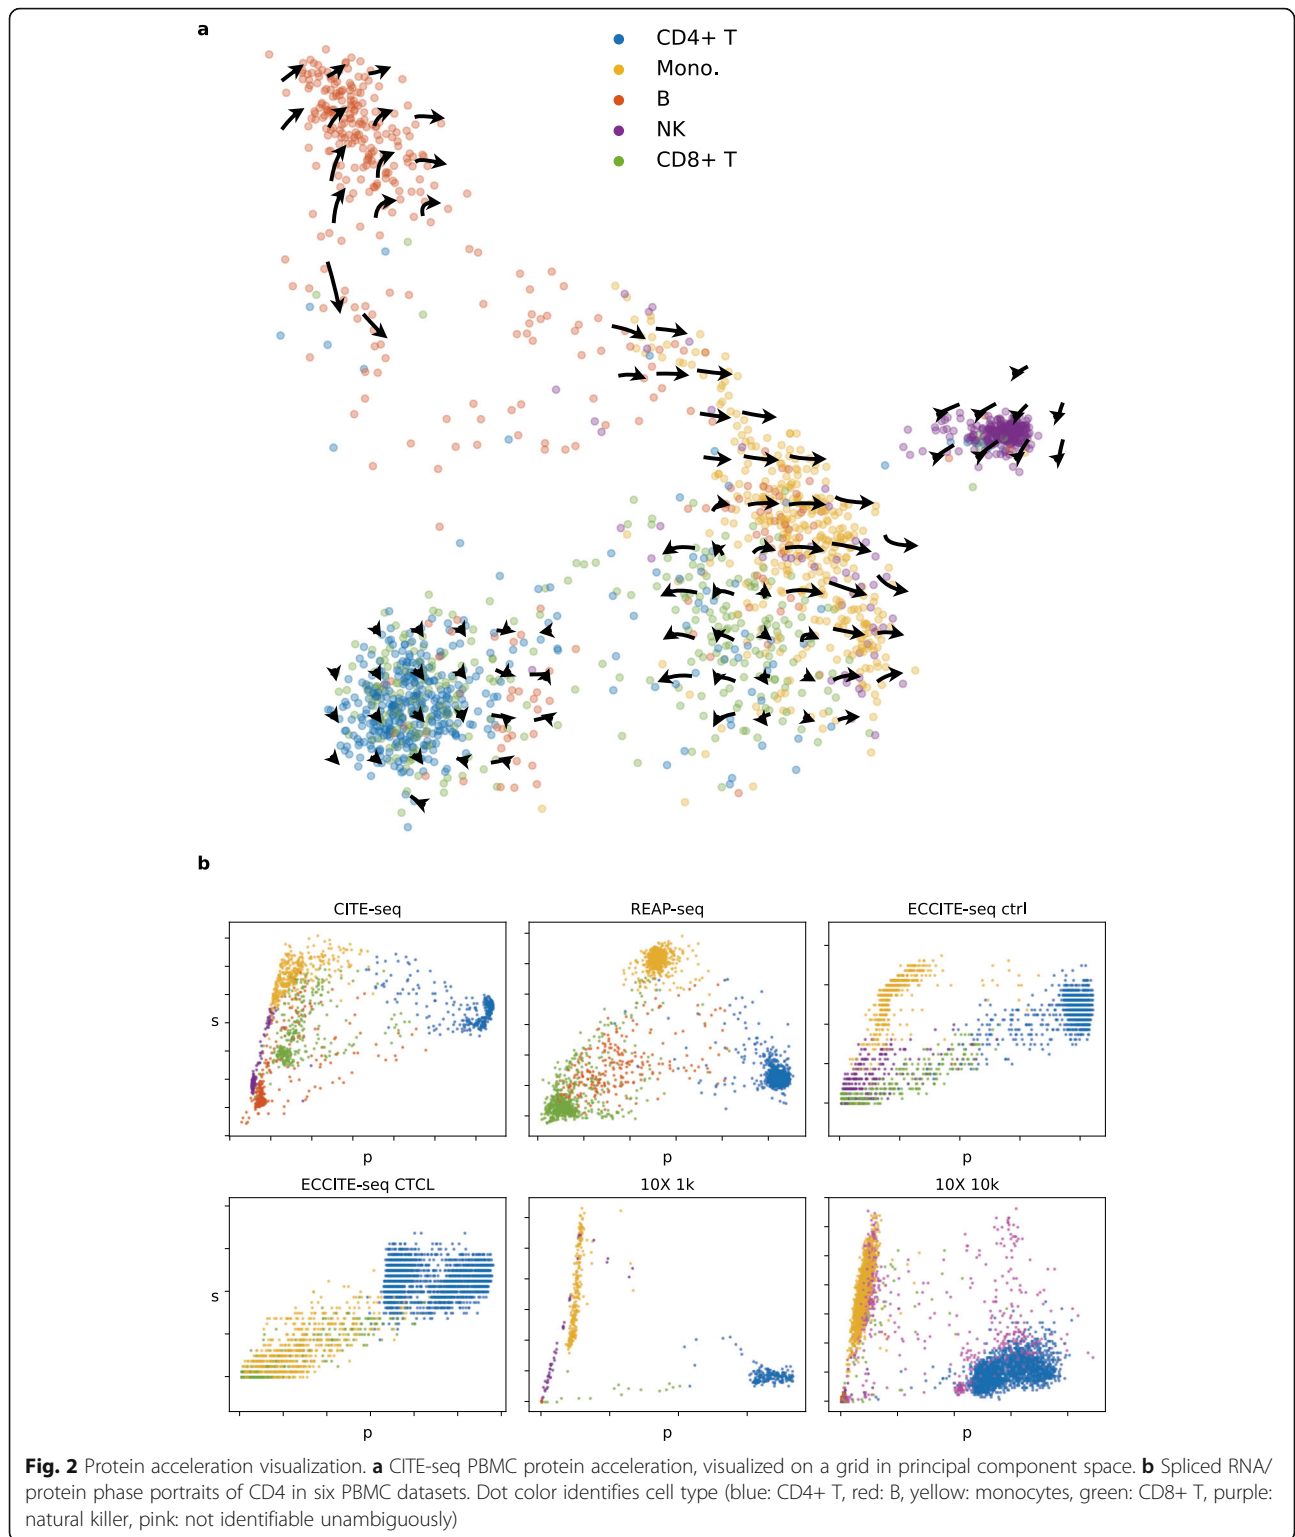 a
CD4+ T
Mono.
B
NK
CD8+ T
b
CITE-seq
REAP-seq
ECCITE-seq ctrl
s
p
p
p
ECCITE-seq CTCL
10X 1k
10X 10k
s
p
p
p
Fig. 2 Protein acceleration visualization. a CITE-seq PBMC protein acceleration, visualized on a grid in principal component space. b Spliced RNA/
protein phase portraits of CD4 in six PBMC datasets. Dot color identifies cell type (blue: CD4+ T, red: B, yellow: monocytes, green: CD8+ T, purple:
natural killer, pink: not identifiable unambiguously)